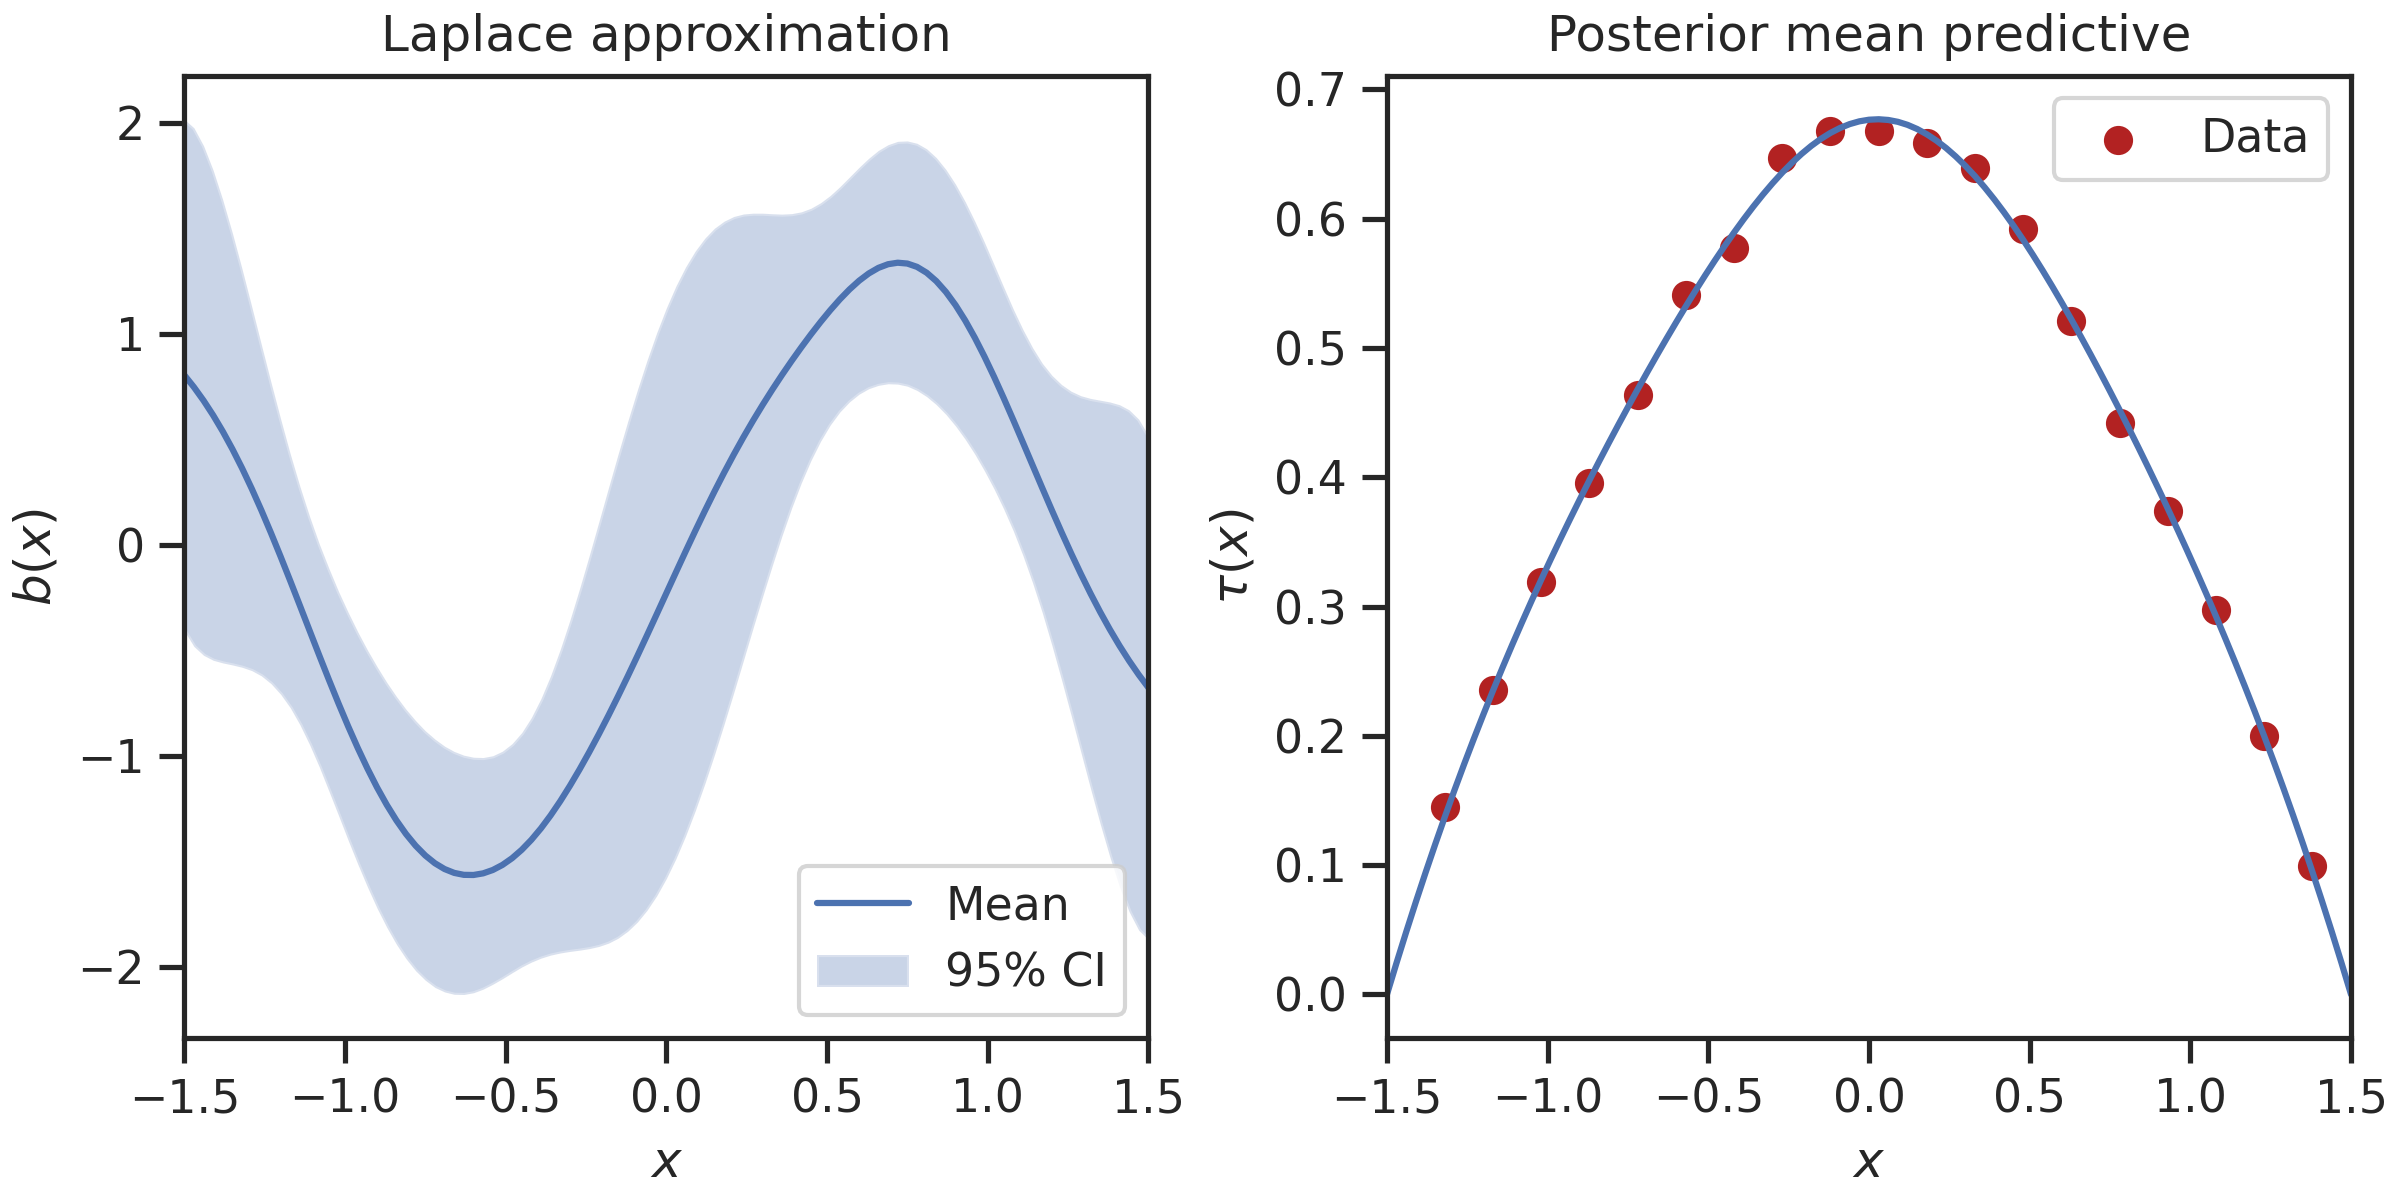 Laplace approximation
2
1
0
−1
−2
b(x)
−1.5 −1.0 −0.5 0.0 0.5 1.0 1.5
x
Mean
95% CI
Posterior mean predictive
0.7
0.6
0.5
0.4
0.3
0.2
0.1
0.0
τ(x)
−1.5 −1.0 −0.5 0.0 0.5 1.0 1.5
x
Data